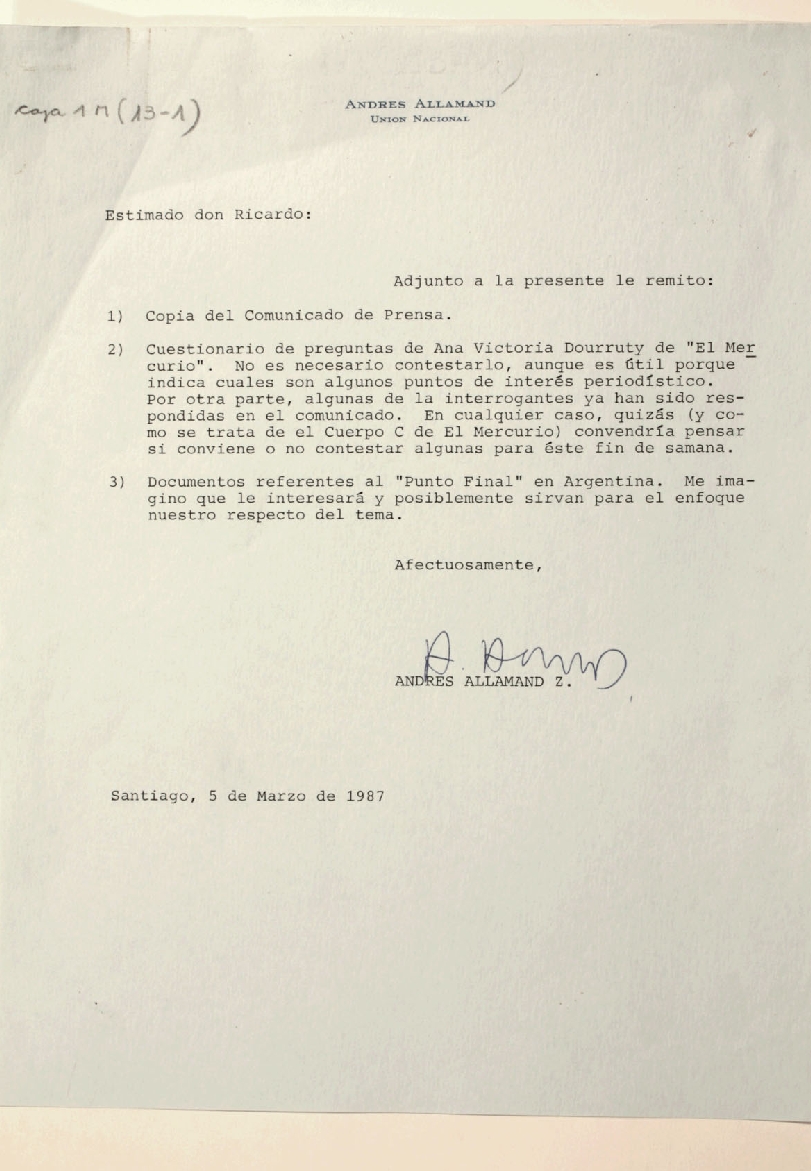 caja 1 M (13-1)
ANDRES ALLAMAND
UNION NACIONAL
Estimado don Ricardo:
Adjunto a la presente le remito:
1) Copia del Comunicado de Prensa.
2) Cuestionario de preguntas de Ana Victoria Dourruty de "El Mer
curio". No es necesario contestarlo, aunque es útil porque
indica cuales son algunos puntos de interés periodístico.
Por otra parte, algunas de la interrogantes ya han sido res-
pondidas en el comunicado. En cualquier caso, quizás (y co-
mo se trata de el Cuerpo C de El Mercurio) convendría pensar
si conviene o no contestar algunas para éste fin de samana.
3) Documentos referentes al "Punto Final" en Argentina. Me ima-
gino que le interesará y posiblemente sirvan para el enfoque
nuestro respecto del tema.
Afectuosamente,
ANDRES ALLAMAND Z.
Santiago, 5 de Marzo de 1987